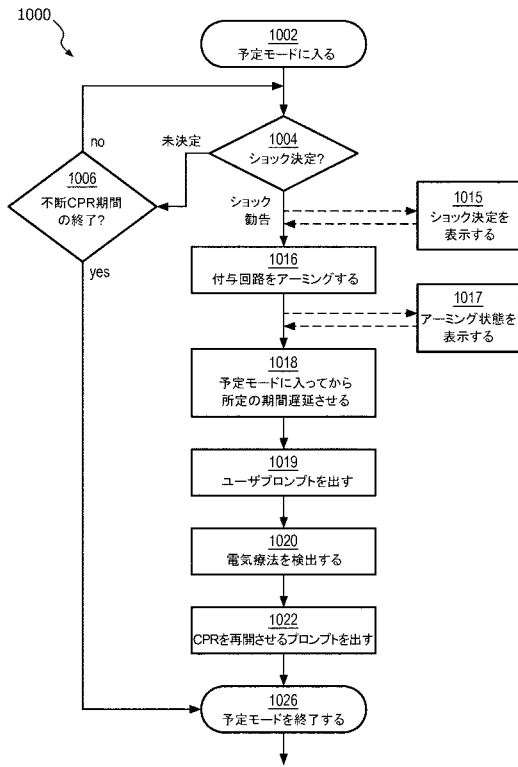 1000
1002
予定モードに入る
no
未決定
1004
ショック決定?
1006
不断CPR期間
の終了?
yes
ショック
勧告
1015
ショック決定を
表示する
1016
付与回路をアーミングする
1017
アーミング状態を
表示する
1018
予定モードに入ってから
所定の期間遅延させる
1019
ユーザプロンプトを出す
1020
電気療法を検出する
1022
CPRを再開させるプロンプトを出す
1026
予定モードを終了する